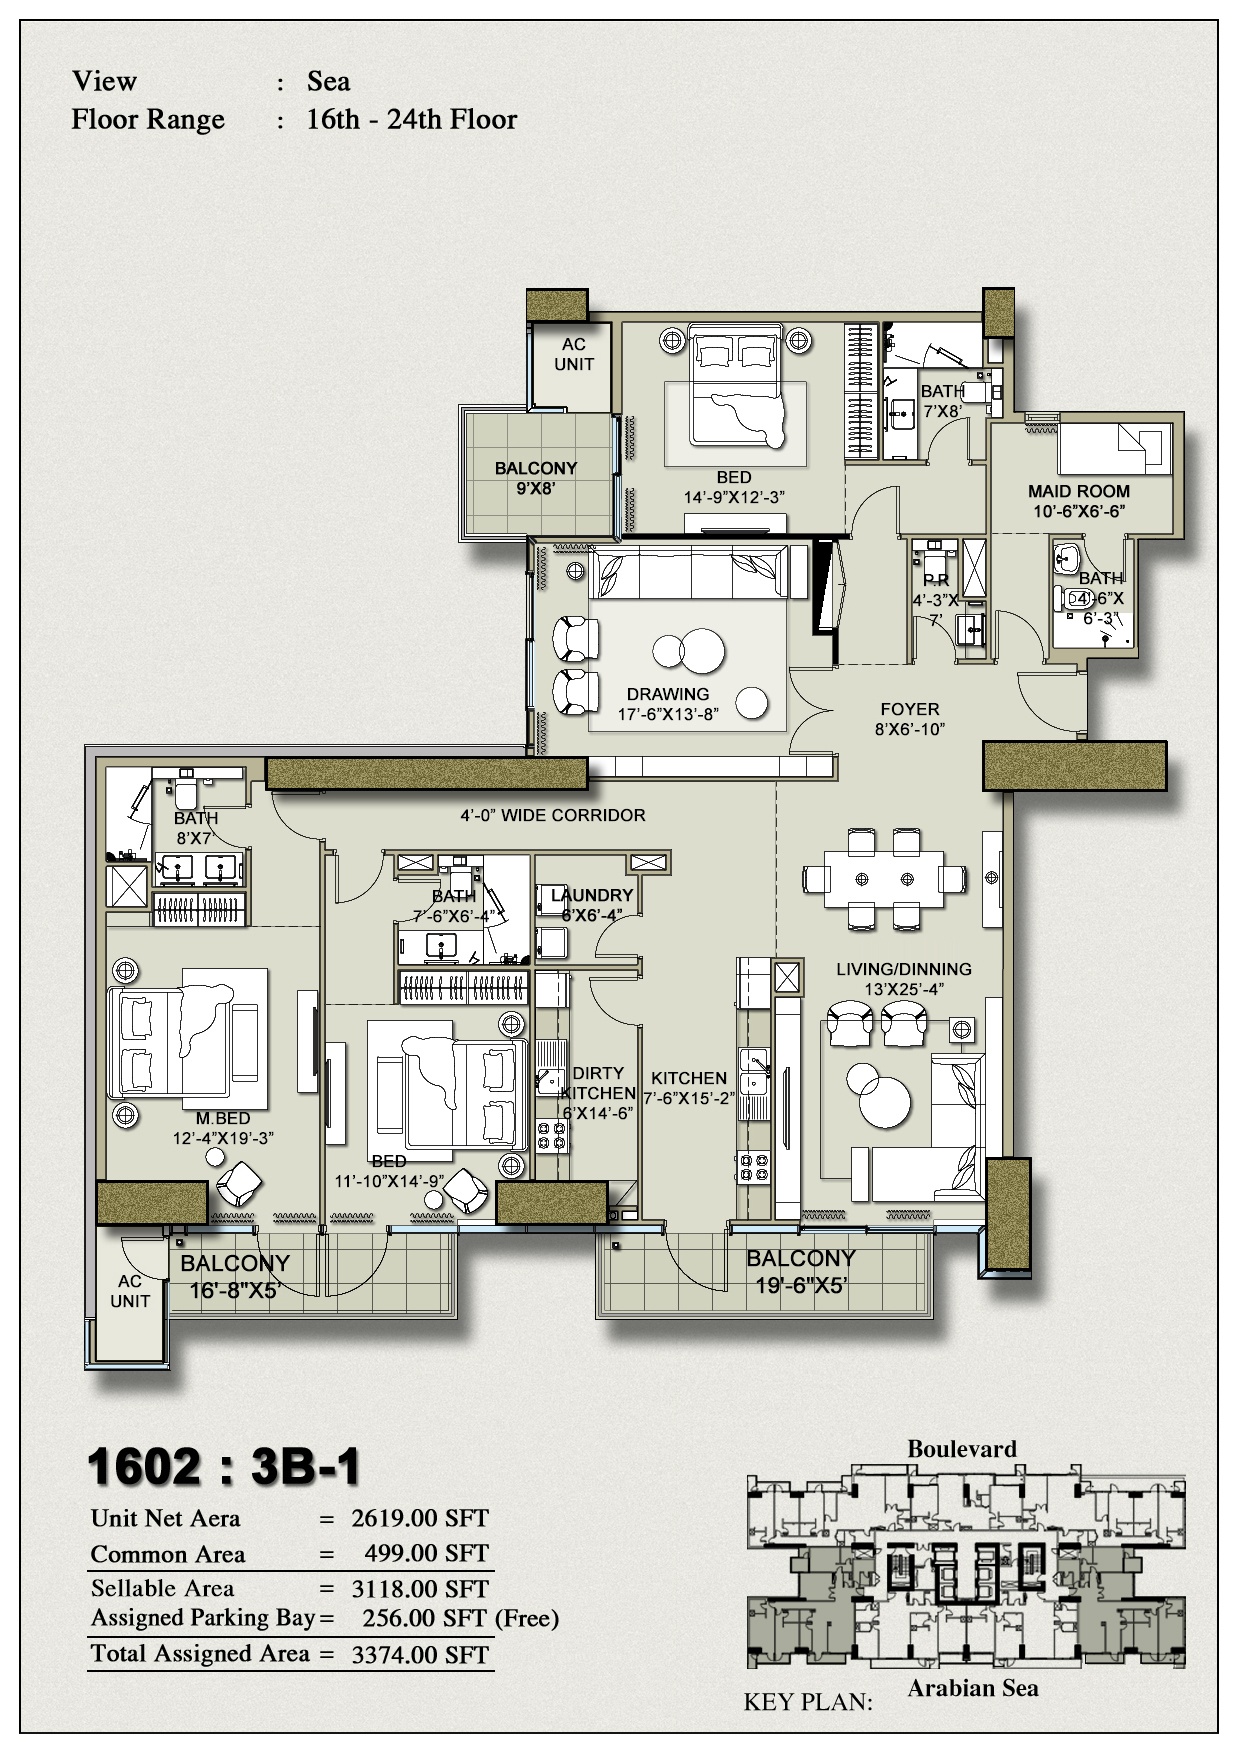 View : Sea
Floor Range : 16th - 24th Floor
AC
UNIT
BATH
7'X8'
BALCONY
9'X8'
BED
14'-9"X12'-3"
MAID ROOM
10'-6"X6'-6"
P.R
4'-3"X
7'
BATH
4'-6"X
6'-3"
DRAWING
17'-6"X13'-8"
FOYER
8'X6'-10"
4'-0" WIDE CORRIDOR
BATH
8'X7'
BATH
7'-6"X6'-4"
LAUNDRY
6'X6'-4"
LIVING/DINNING
13'X25'-4"
DIRTY
KITCHEN
6'X14'-6"
KITCHEN
7'-6"X15'-2"
M.BED
12'-4"X19'-3"
BED
11'-10"X14'-9"
BALCONY
16'-8"X5'
BALCONY
19'-6"X5'
AC
UNIT
1602 : 3B-1
Unit Net Aera = 2619.00 SFT
Common Area = 499.00 SFT
Sellable Area = 3118.00 SFT
Assigned Parking Bay = 256.00 SFT (Free)
Total Assigned Area = 3374.00 SFT
Boulevard
Arabian Sea
KEY PLAN: